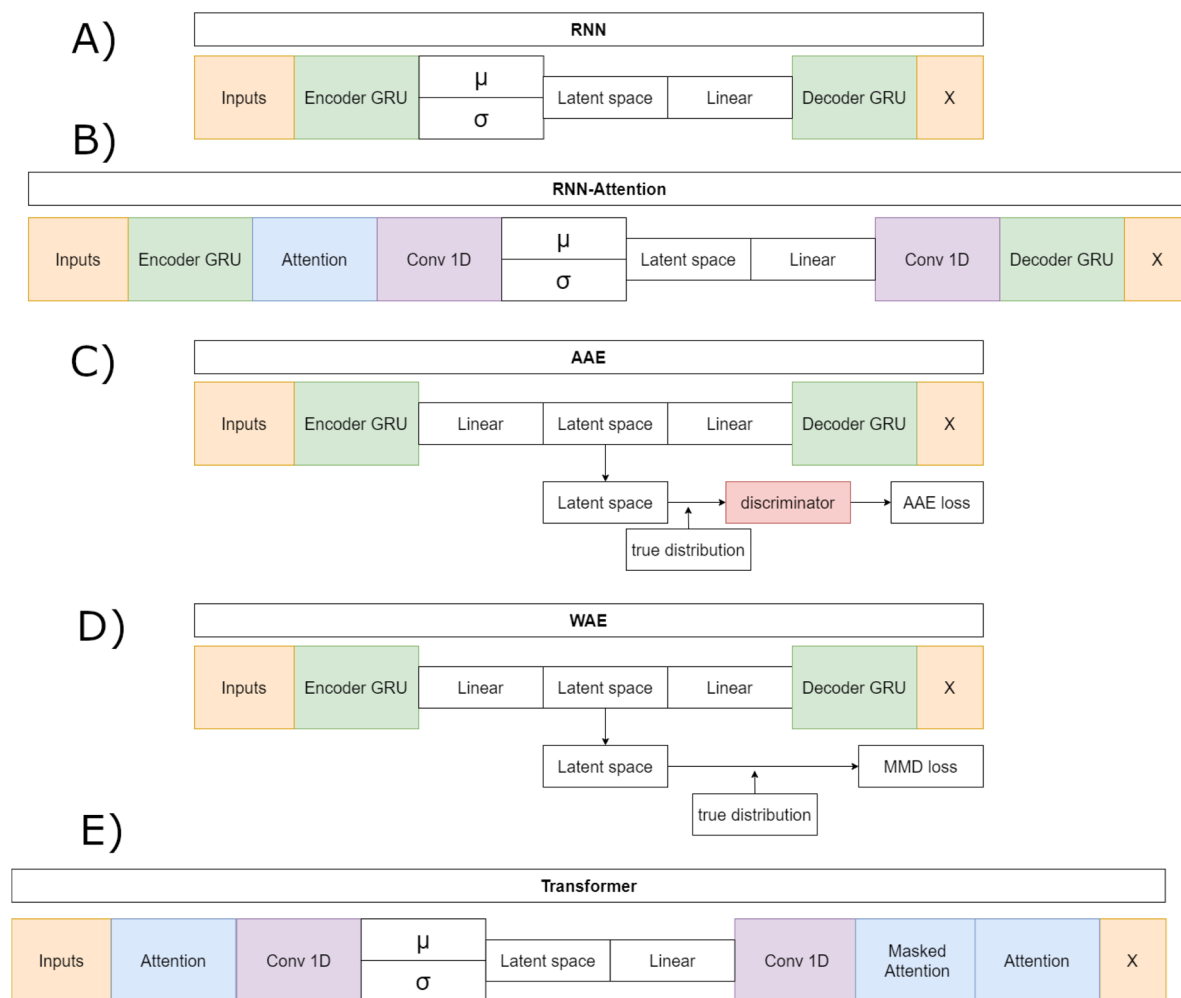 A)
RNN
Inputs
Encoder GRU
μ
σ
Latent space
Linear
Decoder GRU
X
B)
RNN-Attention
Inputs
Encoder GRU
Attention
Conv 1D
μ
σ
Latent space
Linear
Conv 1D
Decoder GRU
X
C)
AAE
Inputs
Encoder GRU
Linear
Latent space
Linear
Decoder GRU
X
Latent space
discriminator
AAE loss
true distribution
D)
WAE
Inputs
Encoder GRU
Linear
Latent space
Linear
Decoder GRU
X
Latent space
MMD loss
true distribution
E)
Transformer
Inputs
Attention
Conv 1D
μ
σ
Latent space
Linear
Conv 1D
Masked
Attention
Attention
X